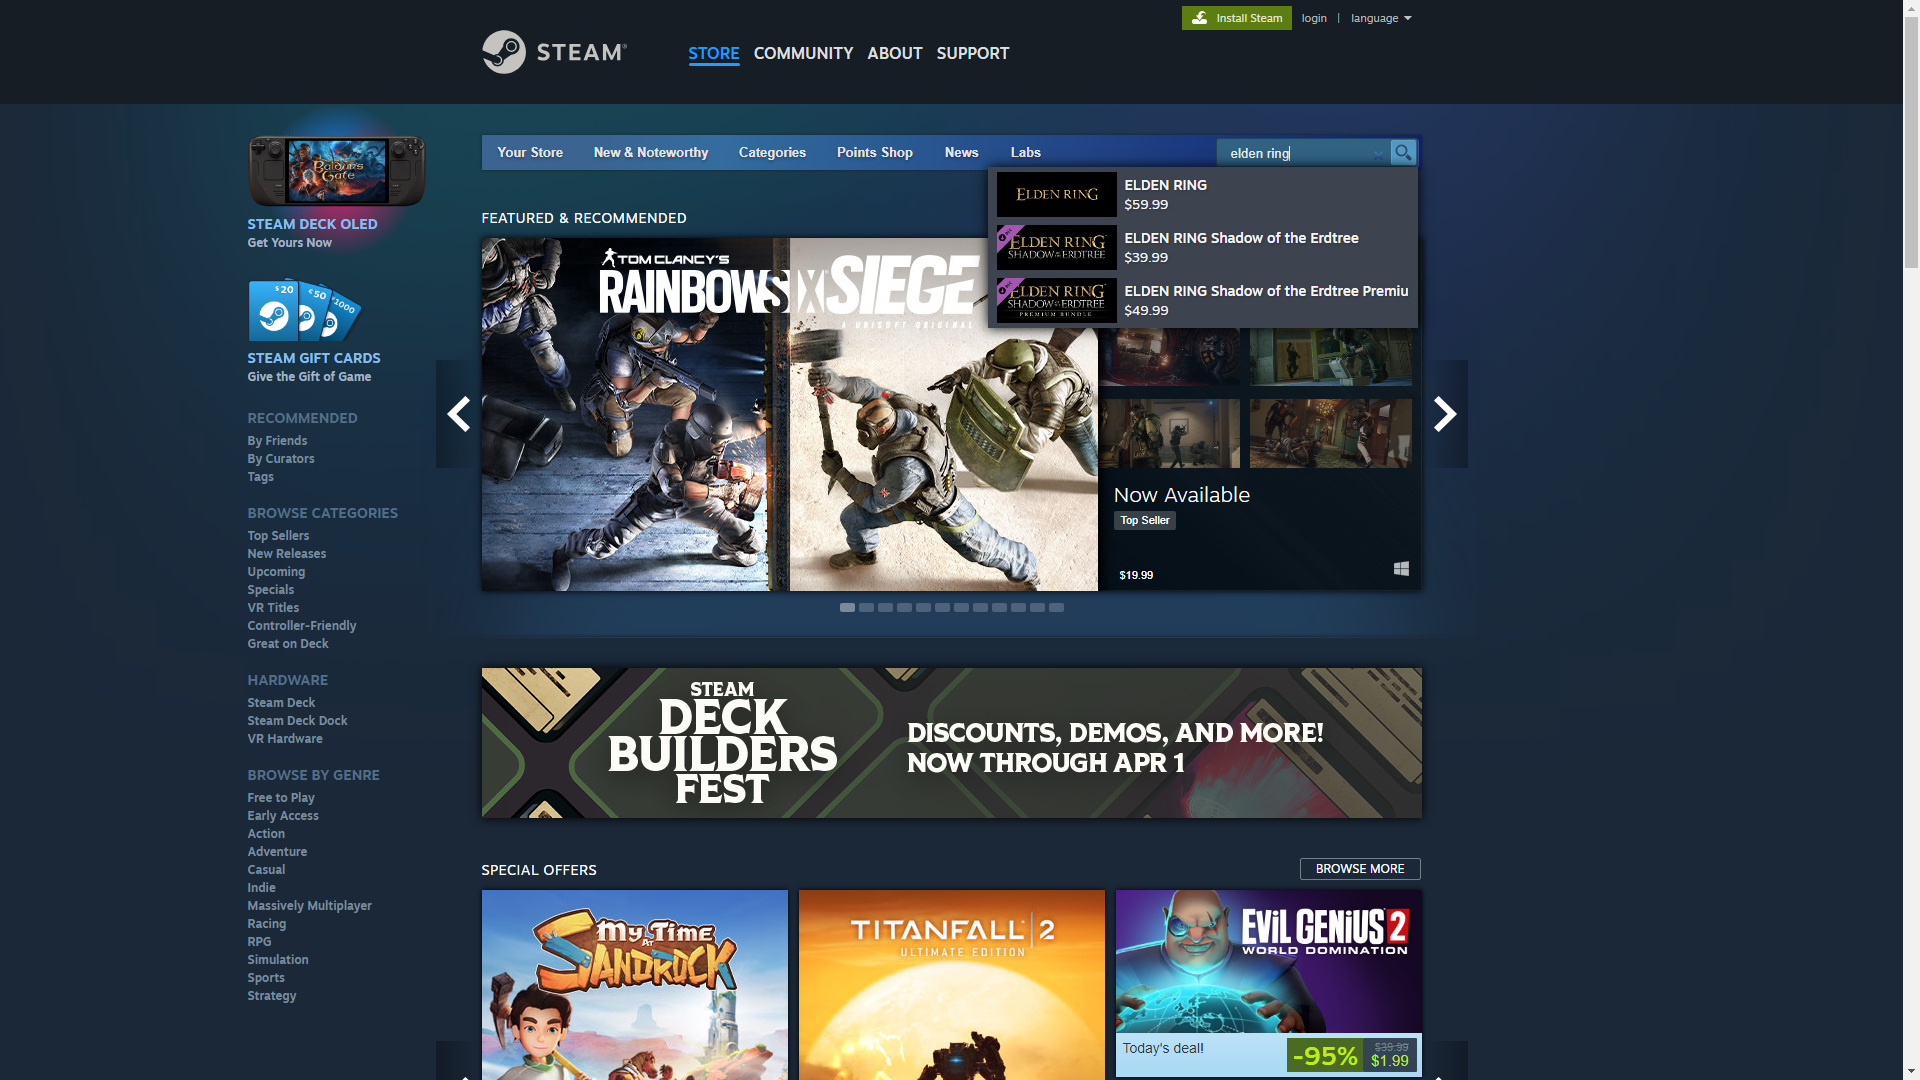 Install Steam
login
|
language
STEAM®
STORE
COMMUNITY
ABOUT
SUPPORT
Your Store
New & Noteworthy
Categories
Points Shop
News
Labs
elden ring
ELDEN RING
ELDEN RING
$59.99
ELDEN RING
SHADOW OF THE ERDTREE
ELDEN RING Shadow of the Erdtree
$39.99
ELDEN RING
SHADOW OF THE ERDTREE
PREMIUM BUNDLE
ELDEN RING Shadow of the Erdtree Premiu
$49.99
Baldur's
Gate
STEAM DECK OLED
Get Yours Now
$20
€50
¥1000
STEAM GIFT CARDS
Give the Gift of Game
RECOMMENDED
By Friends
By Curators
Tags
BROWSE CATEGORIES
Top Sellers
New Releases
Upcoming
Specials
VR Titles
Controller-Friendly
Great on Deck
HARDWARE
Steam Deck
Steam Deck Dock
VR Hardware
BROWSE BY GENRE
Free to Play
Early Access
Action
Adventure
Casual
Indie
Massively Multiplayer
Racing
RPG
Simulation
Sports
Strategy
FEATURED & RECOMMENDED
TOM CLANCY'S
RAINBOW SIX SIEGE
A UBISOFT ORIGINAL
Now Available
Top Seller
$19.99
STEAM
DECK
BUILDERS
FEST
DISCOUNTS, DEMOS, AND MORE!
NOW THROUGH APR 1
SPECIAL OFFERS
BROWSE MORE
MY TIME
AT
SANDROCK
TITANFALL 2
ULTIMATE EDITION
EVIL GENIUS 2
WORLD DOMINATION
Today's deal!
-95%
$39.99
$1.99